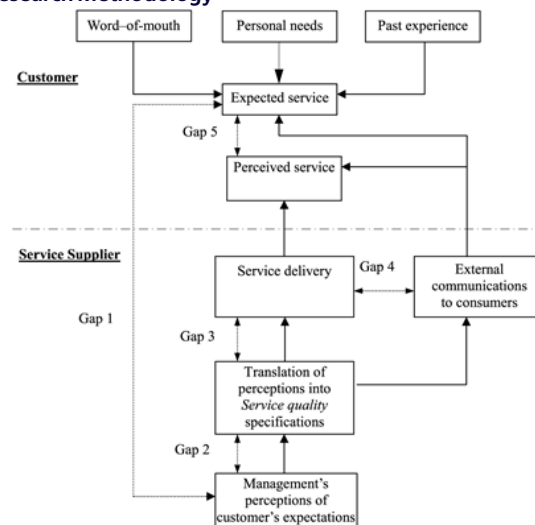 Research Methodology
Word–of–mouth
Personal needs
Past experience
Customer
Expected service
Gap 5
Perceived service
Service Supplier
Service delivery
Gap 4
External
communications
to consumers
Gap 1
Gap 3
Translation of
perceptions into
Service quality
specifications
Gap 2
Management's
perceptions of
customer's expectations